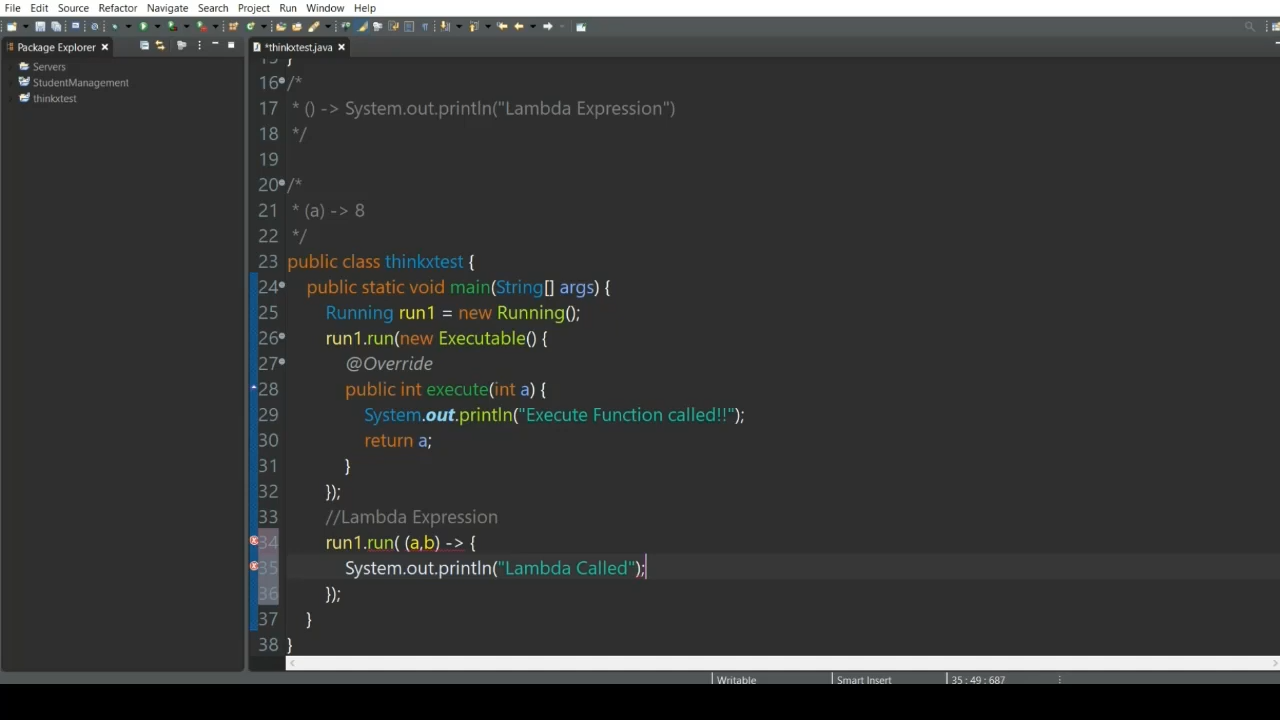 File Edit Source Refactor Navigate Search Project Run Window Help
Package Explorer
*thinkxtest.java
Servers
StudentManagement
thinkxtest
15 }
16 /*
17 * () -> System.out.println("Lambda Expression")
18 */
19
20 /*
21 * (a) -> 8
22 */
23 public class thinkxtest {
24 public static void main(String[] args) {
25 Running run1 = new Running();
26 run1.run(new Executable() {
27 @Override
28 public int execute(int a) {
29 System.out.println("Execute Function called!!");
30 return a;
31 }
32 });
33 //Lambda Expression
34 run1.run( (a,b) -> {
35 System.out.println("Lambda Called");
36 });
37 }
38 }
Writable Smart Insert 35 : 49 : 687